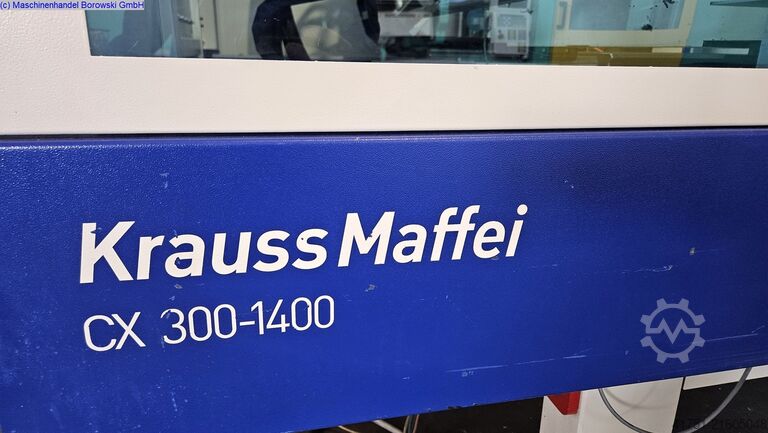 (c) Maschinenhandel Borowski GmbH
KraussMaffei
CX 300-1400